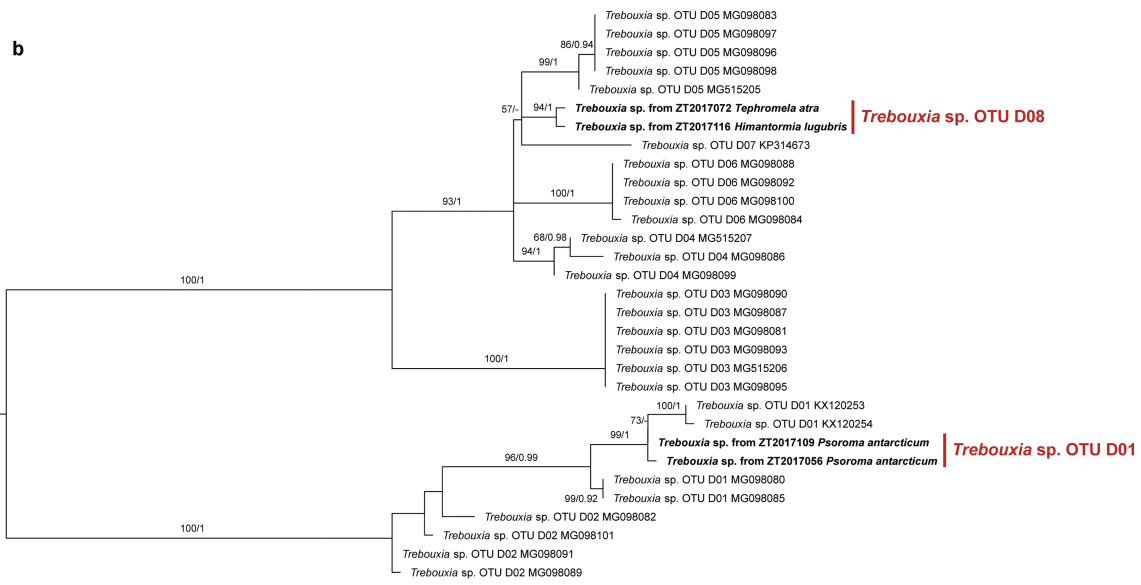 b
Trebouxia sp. OTU D05 MG098083
Trebouxia sp. OTU D05 MG098097
86/0.94
Trebouxia sp. OTU D05 MG098096
99/1
Trebouxia sp. OTU D05 MG098098
Trebouxia sp. OTU D05 MG515205
57/-
94/1
Trebouxia sp. from ZT2017072 Tephromela atra
Trebouxia sp. OTU D08
Trebouxia sp. from ZT2017116 Himantormia lugubris
Trebouxia sp. OTU D07 KP314673
Trebouxia sp. OTU D06 MG098088
Trebouxia sp. OTU D06 MG098092
93/1
100/1
Trebouxia sp. OTU D06 MG098100
Trebouxia sp. OTU D06 MG098084
68/0.98
Trebouxia sp. OTU D04 MG515207
94/1
Trebouxia sp. OTU D04 MG098086
Trebouxia sp. OTU D04 MG098099
100/1
Trebouxia sp. OTU D03 MG098090
Trebouxia sp. OTU D03 MG098087
Trebouxia sp. OTU D03 MG098081
Trebouxia sp. OTU D03 MG098093
100/1
Trebouxia sp. OTU D03 MG515206
Trebouxia sp. OTU D03 MG098095
100/1
Trebouxia sp. OTU D01 KX120253
73/-
Trebouxia sp. OTU D01 KX120254
99/1
Trebouxia sp. from ZT2017109 Psoroma antarcticum
Trebouxia sp. OTU D01
Trebouxia sp. from ZT2017056 Psoroma antarcticum
96/0.99
Trebouxia sp. OTU D01 MG098080
99/0.92
Trebouxia sp. OTU D01 MG098085
Trebouxia sp. OTU D02 MG098082
100/1
Trebouxia sp. OTU D02 MG098101
Trebouxia sp. OTU D02 MG098091
Trebouxia sp. OTU D02 MG098089